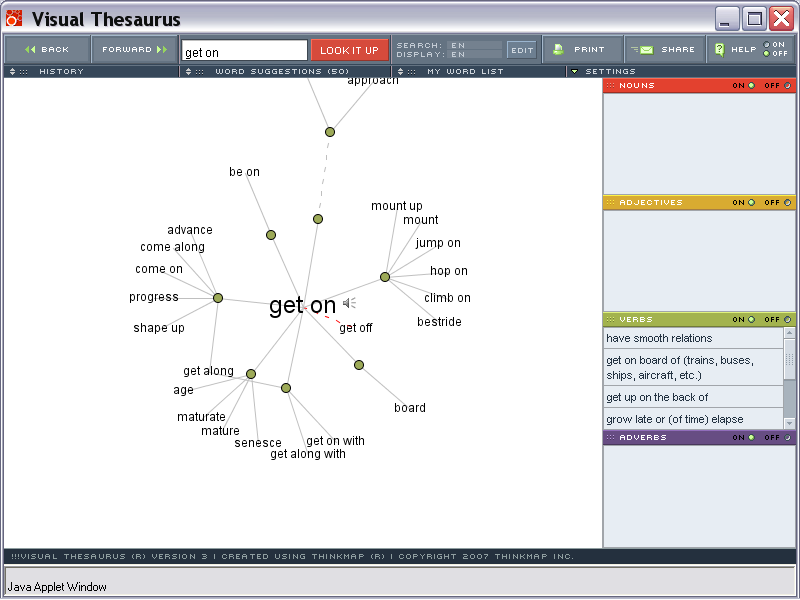 Visual Thesaurus
BACK
FORWARD
get on
LOOK IT UP
SEARCH: EN
DISPLAY: EN
EDIT
PRINT
SHARE
HELP
ON
OFF
HISTORY
WORD SUGGESTIONS (50)
MY WORD LIST
SETTINGS
approach
be on
mount up
mount
advance
come along
jump on
come on
hop on
progress
climb on
get on
shape up
get off
bestride
get along
age
board
maturate
mature
senesce
get on with
get along with
NOUNS ON OFF
ADJECTIVES ON OFF
VERBS ON OFF
have smooth relations
get on board of (trains, buses,
ships, aircraft, etc.)
get up on the back of
grow late or (of time) elapse
ADVERBS ON OFF
!!!VISUAL THESAURUS (R) VERSION 3 | CREATED USING THINKMAP (R) | COPYRIGHT 2007 THINKMAP INC.
Java Applet Window